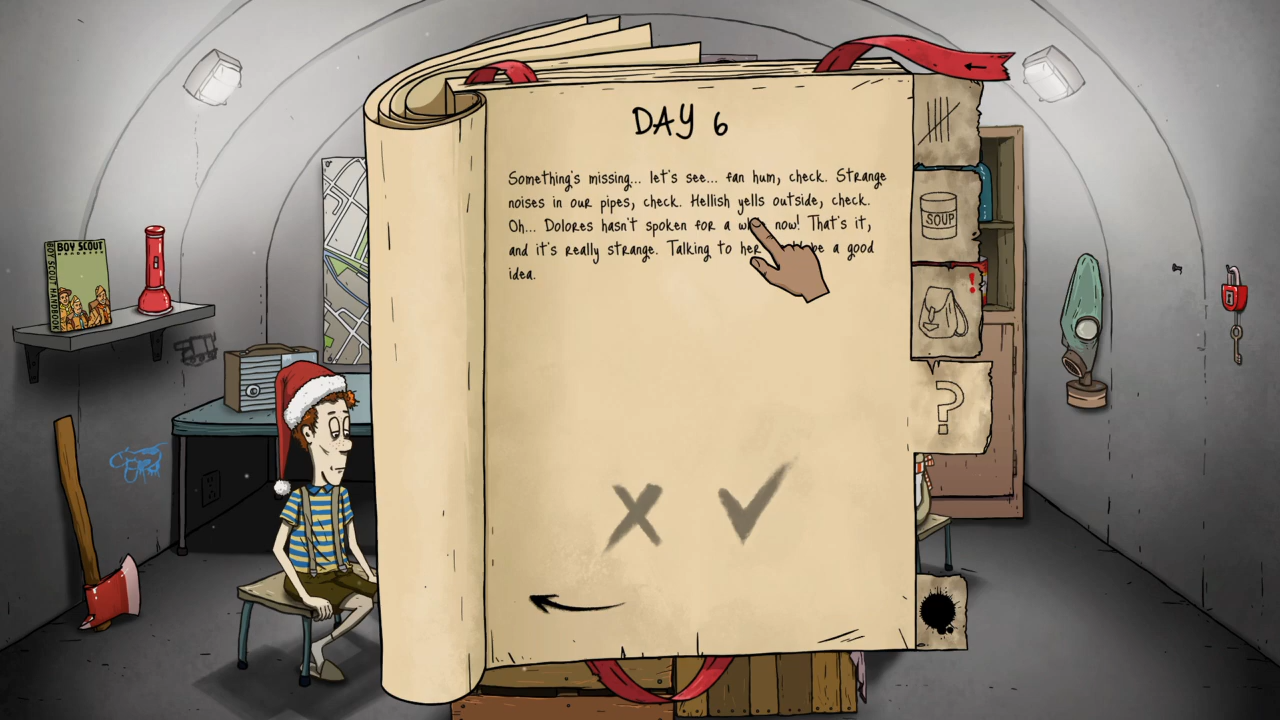 DAY 6
Something's missing... let's see... fan hum, check. Strange
noises in our pipes, check. Hellish yells outside, check.
Oh... Dolores hasn't spoken for a now! That's it,
and it's really strange. Talking to her be a good
idea.
BOY SCOUT
BOY SCOUT HANDBOOK
SOUP
!
?